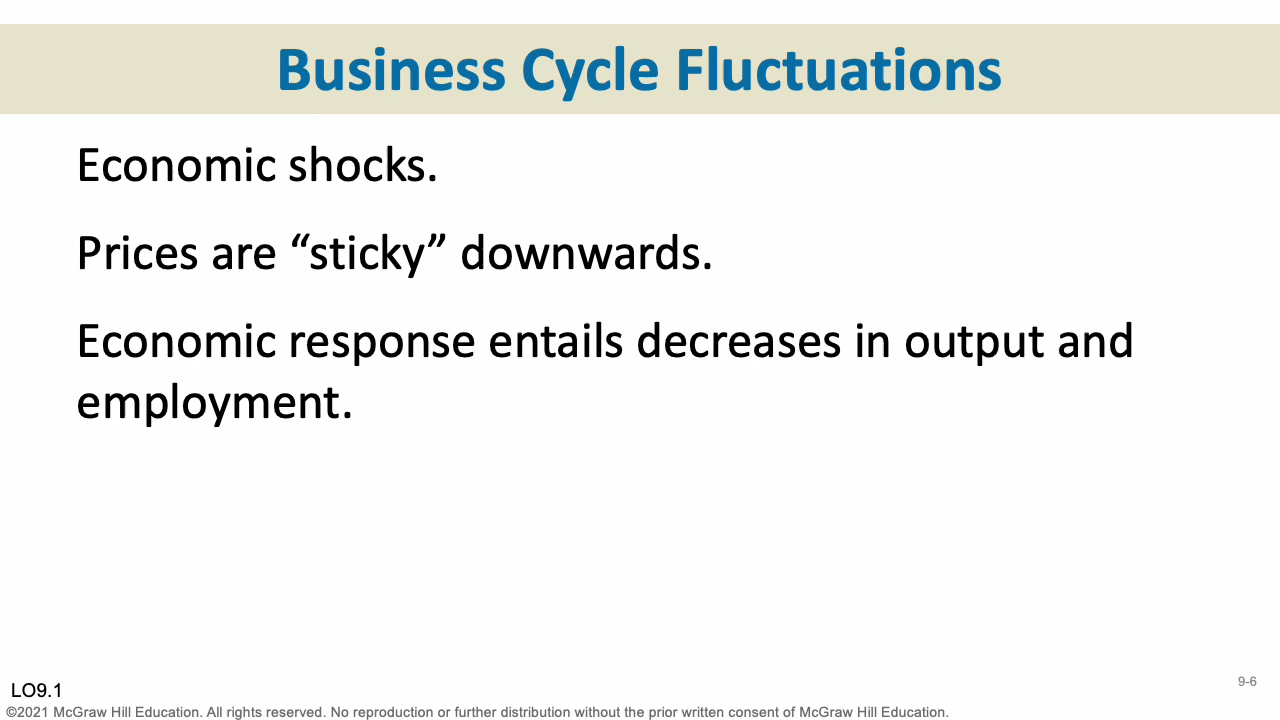 Business Cycle Fluctuations
Economic shocks.
Prices are “sticky” downwards.
Economic response entails decreases in output and
employment.
9-6
LO9.1
©2021 McGraw Hill Education. All rights reserved. No reproduction or further distribution without the prior written consent of McGraw Hill Education.